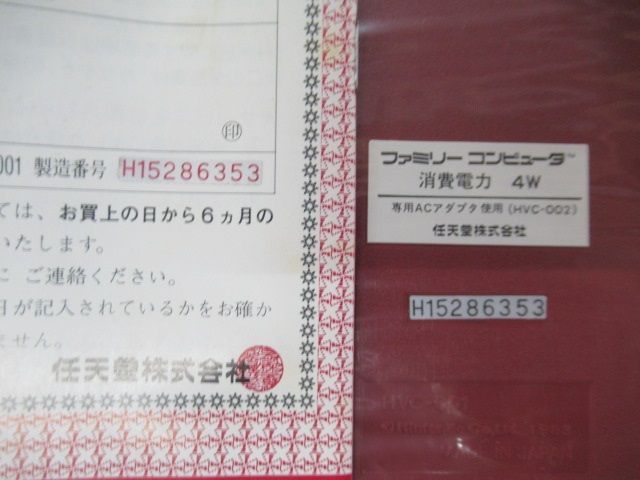 印
001 製造番号 H15286353
ては、お買上の日から6ヵ月の
いたします。
に ご連絡ください。
日が記入されているかをお確か
ません。
任天堂株式会社
ファミリー コンピュータ™
消費電力 4W
専用ACアダプタ使用(HVC-002)
任天堂株式会社
H15286353
MADE IN JAPAN